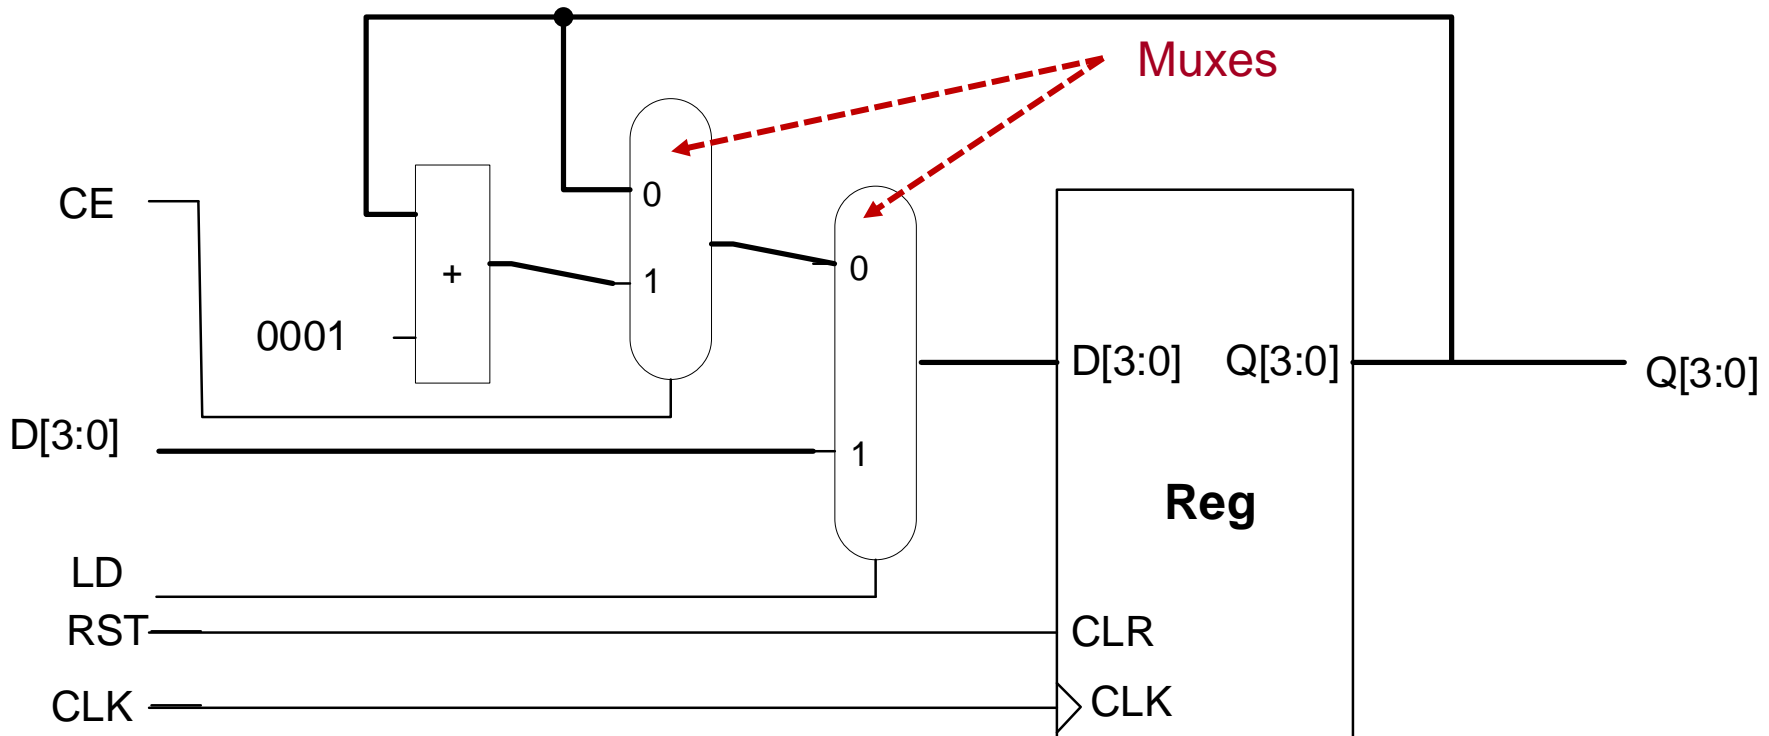 Muxes
0
CE
0
+
1
0001
D[3:0] Q[3:0]
Q[3:0]
D[3:0]
1
Reg
LD
RST
CLR
CLK
CLK